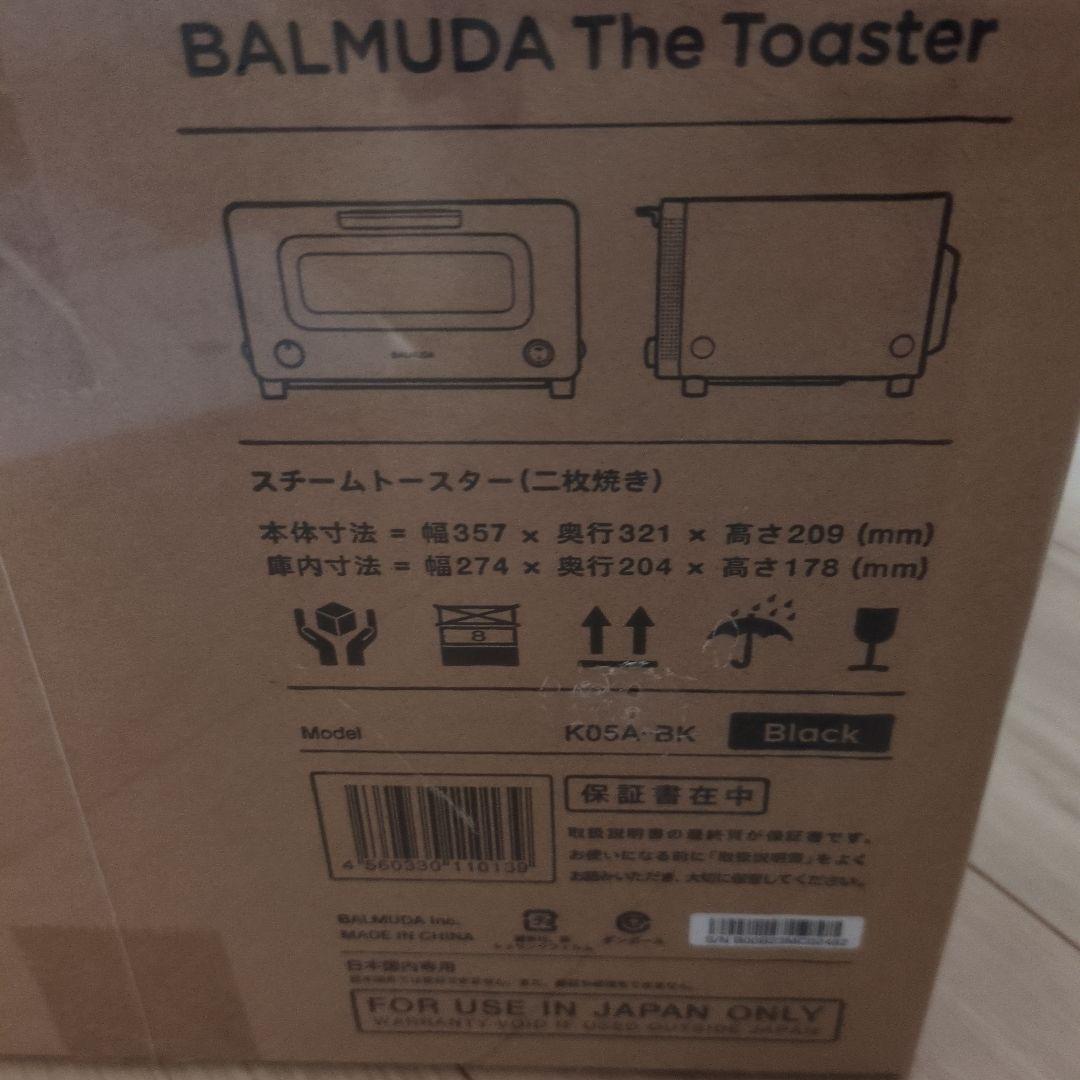 BALMUDA The Toaster
BALMUDA
スチームトースター(二枚焼き)
本体寸法 = 幅357 × 奥行321 × 高さ209 (mm)
庫内寸法 = 幅274 × 奥行204 × 高さ178 (mm)
8
Model K05A-BK Black
4 560330 110139
保証書在中
取扱説明書の最終頁が保証書です。
お使いになる前に「取扱説明書」をよく
お読みいただき、大切に保管してください。
BALMUDA Inc.
MADE IN CHINA
ダンボール
日本国内専用
FOR USE IN JAPAN ONLY
WARRANTY VOID IF USED OUTSIDE JAPAN